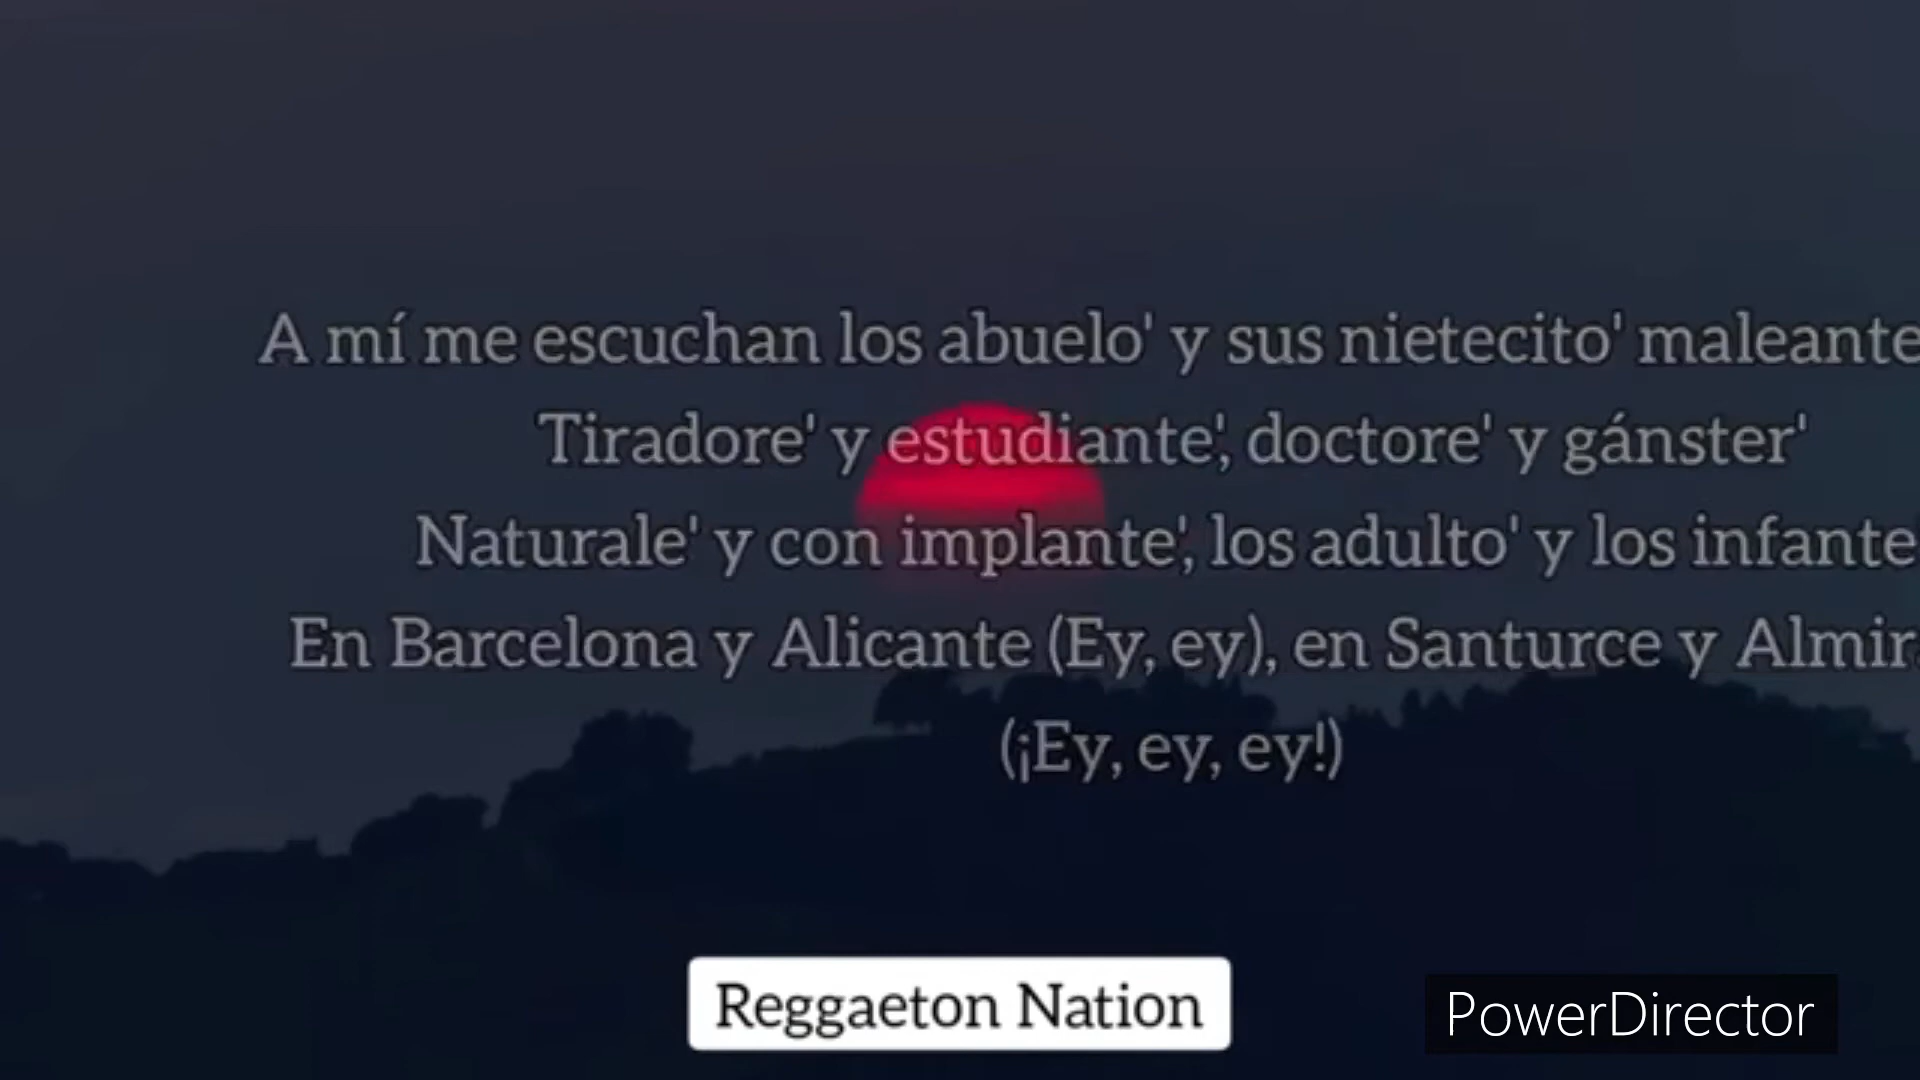 A mí me escuchan los abuelo' y sus nietecito' maleante
Tiradore' y estudiante', doctore' y gánster'
Naturale' y con implante', los adulto' y los infante
En Barcelona y Alicante (Ey, ey), en Santurce y
(¡Ey, ey, ey!)
Reggaeton Nation
PowerDirector